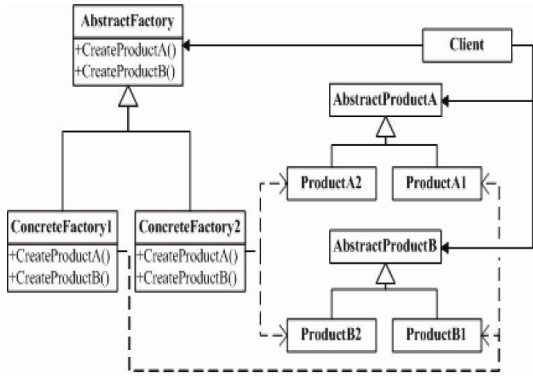 AbstractFactory
+CreateProductA()
+CreateProductB()
Client
AbstractProductA
ProductA2
ProductA1
ConcreteFactory1
+CreateProductA()
+CreateProductB()
ConcreteFactory2
+CreateProductA()
+CreateProductB()
AbstractProductB
ProductB2
ProductB1